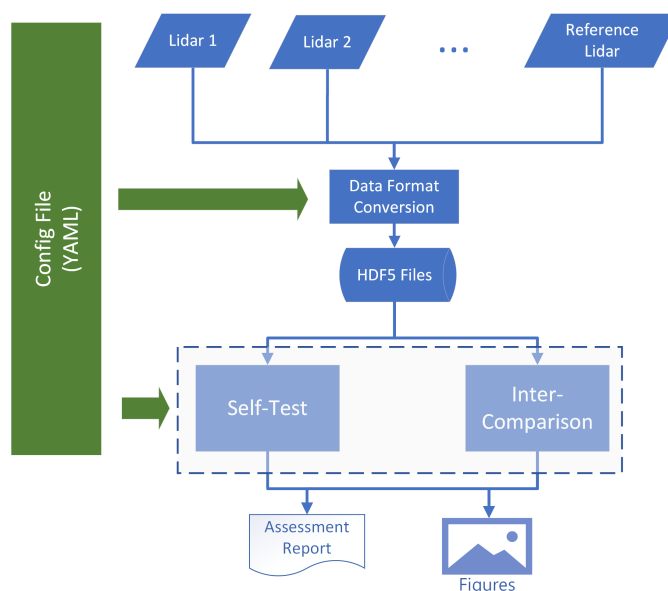 Lidar 1
Lidar 2
...
Reference
Lidar
Config File
(YAML)
Data Format
Conversion
HDF5 Files
Self-Test
Inter-
Comparison
Assessment
Report
Figures